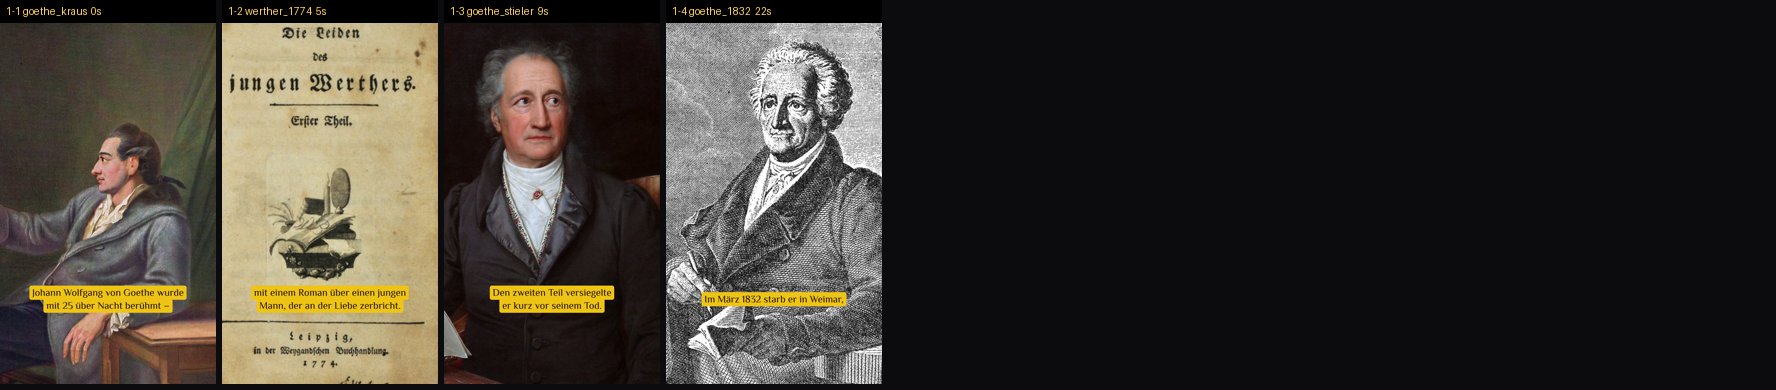 1-1 goethe_kraus 0s
Johann Wolfgang von Goethe wurde
mit 25 über Nacht berühmt –
1-2 werther_1774 5s
Die Leiden
des
jungen Werthers.
Erster Theil.
mit einem Roman über einen jungen
Mann, der an der Liebe zerbricht.
Leipzig,
in der Weygandschen Buchhandlung.
1774.
1-3 goethe_stieler 9s
Den zweiten Teil versiegelte
er kurz vor seinem Tod.
1-4 goethe_1832 22s
Im März 1832 starb er in Weimar,